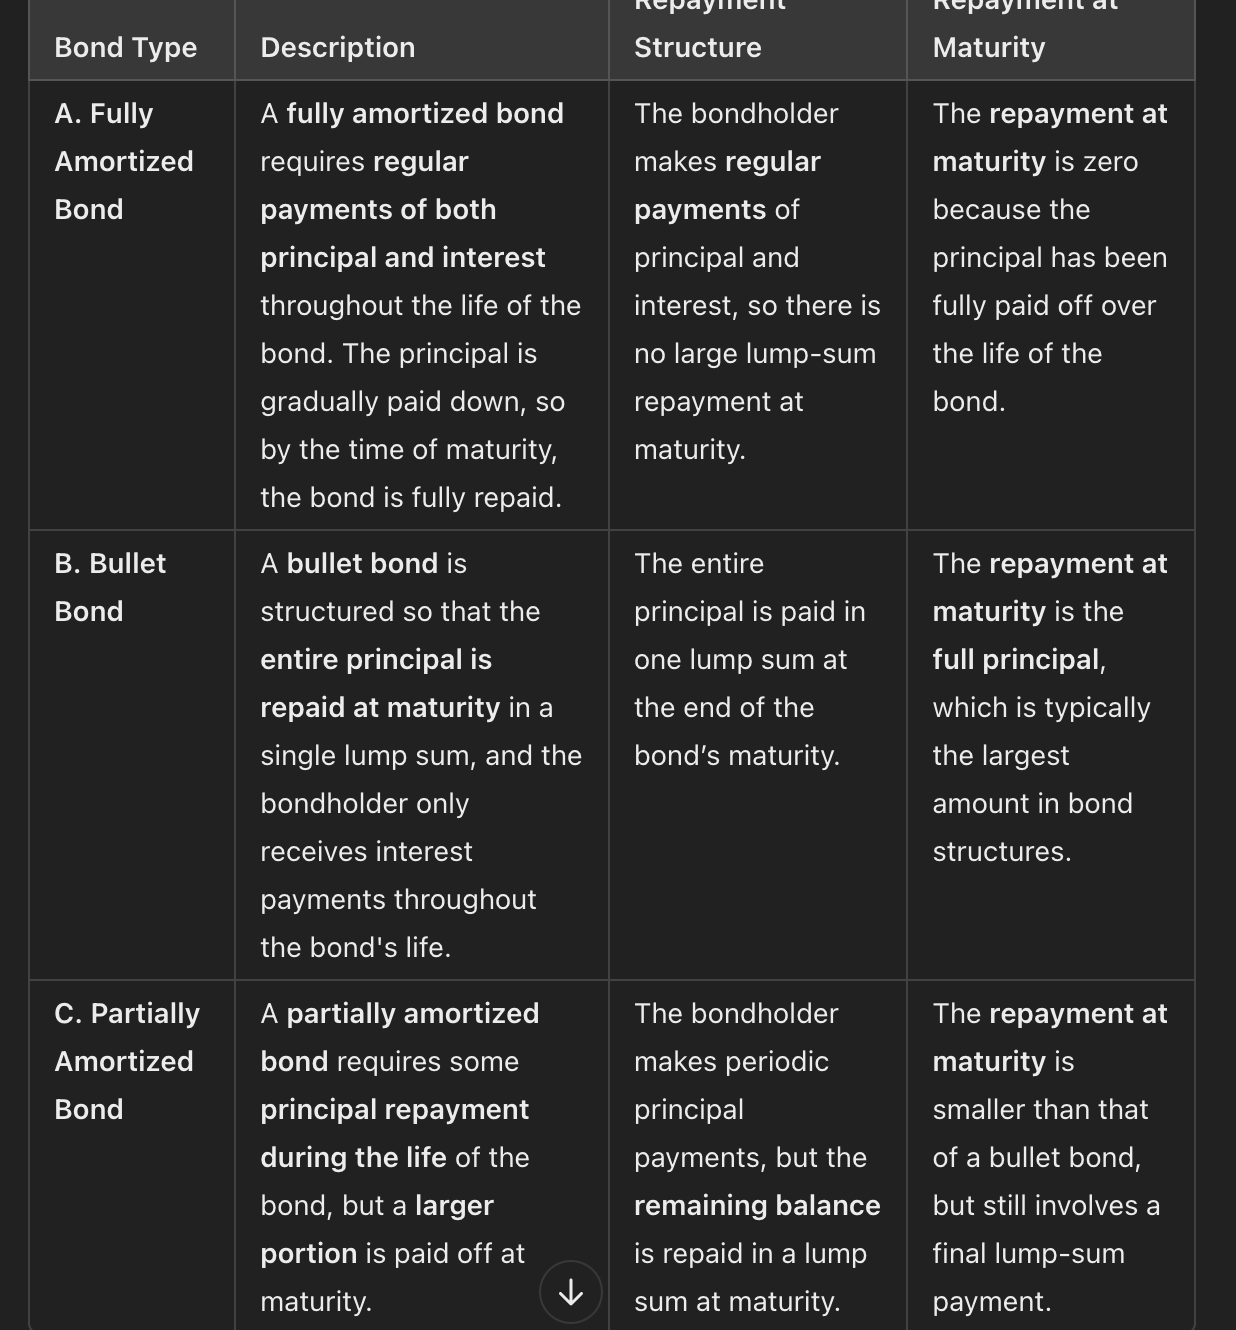 Repayment
Repayment at
Bond Type
Description
Structure
Maturity
A. Fully
Amortized
Bond
A fully amortized bond
requires regular
payments of both
principal and interest
throughout the life of the
bond. The principal is
gradually paid down, so
by the time of maturity,
the bond is fully repaid.
The bondholder
makes regular
payments of
principal and
interest, so there is
no large lump-sum
repayment at
maturity.
The repayment at
maturity is zero
because the
principal has been
fully paid off over
the life of the
bond.
B. Bullet
Bond
A bullet bond is
structured so that the
entire principal is
repaid at maturity in a
single lump sum, and the
bondholder only
receives interest
payments throughout
the bond's life.
The entire
principal is paid in
one lump sum at
the end of the
bond’s maturity.
The repayment at
maturity is the
full principal,
which is typically
the largest
amount in bond
structures.
C. Partially
Amortized
Bond
A partially amortized
bond requires some
principal repayment
during the life of the
bond, but a larger
portion is paid off at
maturity.
The bondholder
makes periodic
principal
payments, but the
remaining balance
is repaid in a lump
sum at maturity.
The repayment at
maturity is
smaller than that
of a bullet bond,
but still involves a
final lump-sum
payment.